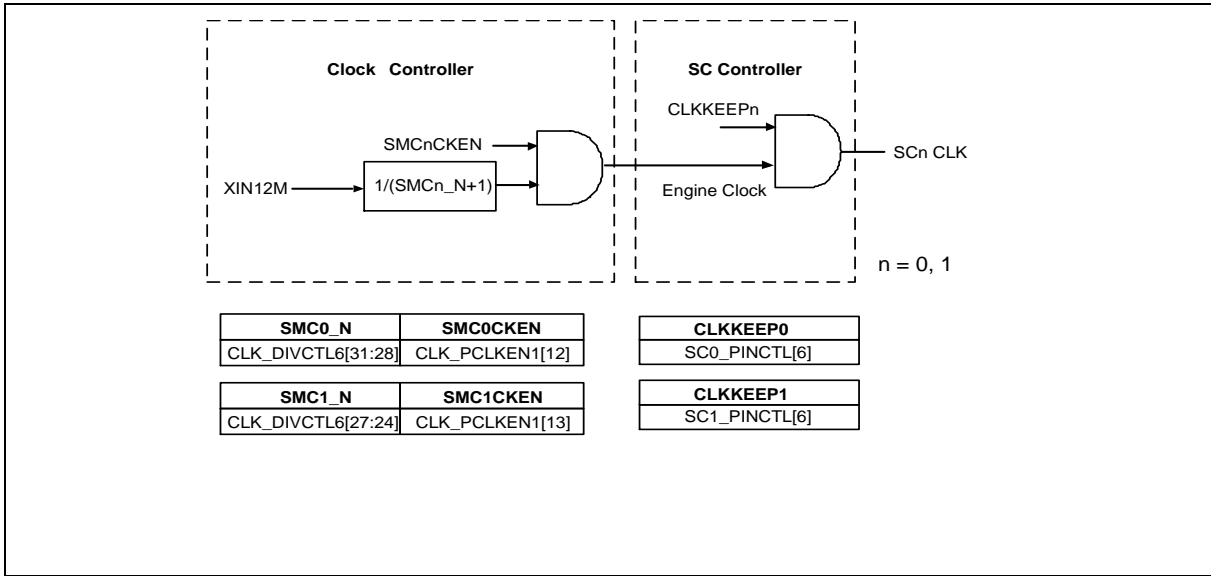 Clock Controller
SC Controller
CLKKEEPn
SMCnCKEN
SCn CLK
XIN12M
1/(SMCn_N+1)
Engine Clock
n = 0, 1
SMC0_N SMC0CKEN
CLK_DIVCTL6[31:28] CLK_PCLKEN1[12]
CLKKEEP0
SC0_PINCTL[6]
SMC1_N SMC1CKEN
CLK_DIVCTL6[27:24] CLK_PCLKEN1[13]
CLKKEEP1
SC1_PINCTL[6]